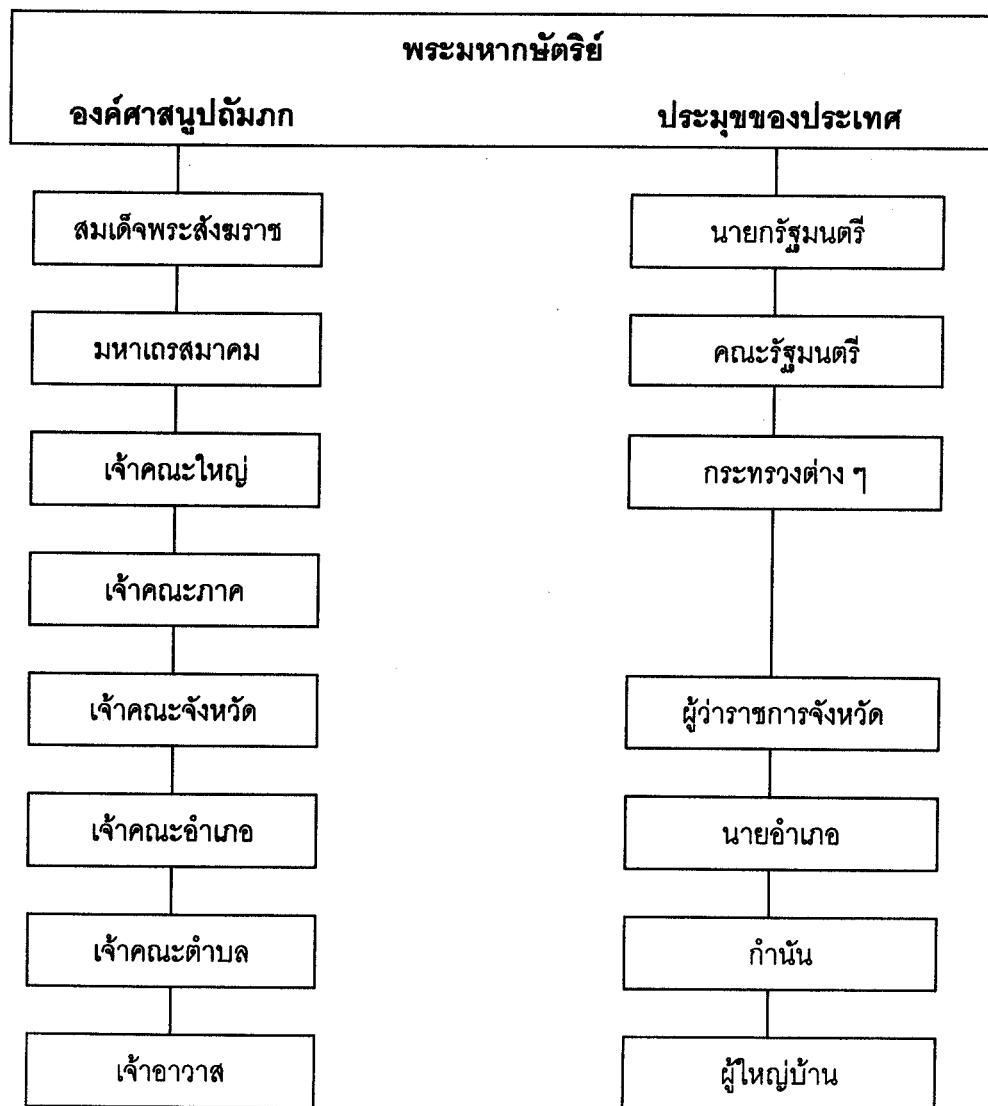 พระมหากษัตริย์
องค์ศาสนูปถัมภก
ประมุขของประเทศ
สมเด็จพระสังฆราช
นายกรัฐมนตรี
มหาเถรสมาคม
คณะรัฐมนตรี
เจ้าคณะใหญ่
กระทรวงต่าง ๆ
เจ้าคณะภาค
เจ้าคณะจังหวัด
ผู้ว่าราชการจังหวัด
เจ้าคณะอำเภอ
นายอำเภอ
เจ้าคณะตำบล
กำนัน
เจ้าอาวาส
ผู้ใหญ่บ้าน